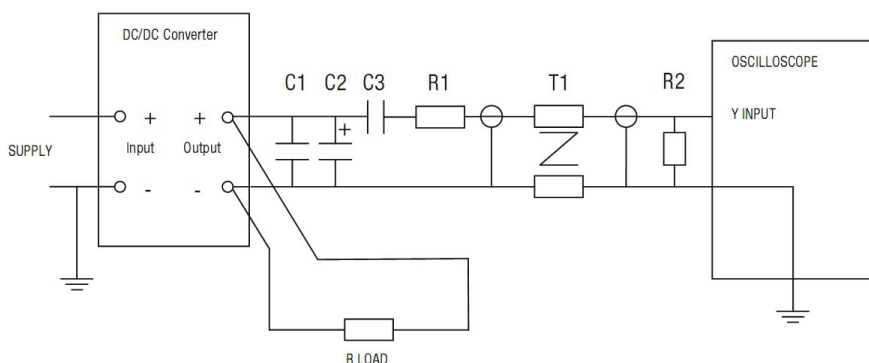 DC/DC Converter
OSCILLOSCOPE
C1 C2 C3 R1 T1 R2
Y INPUT
+ + + +
SUPPLY Input Output
- -
R LOAD